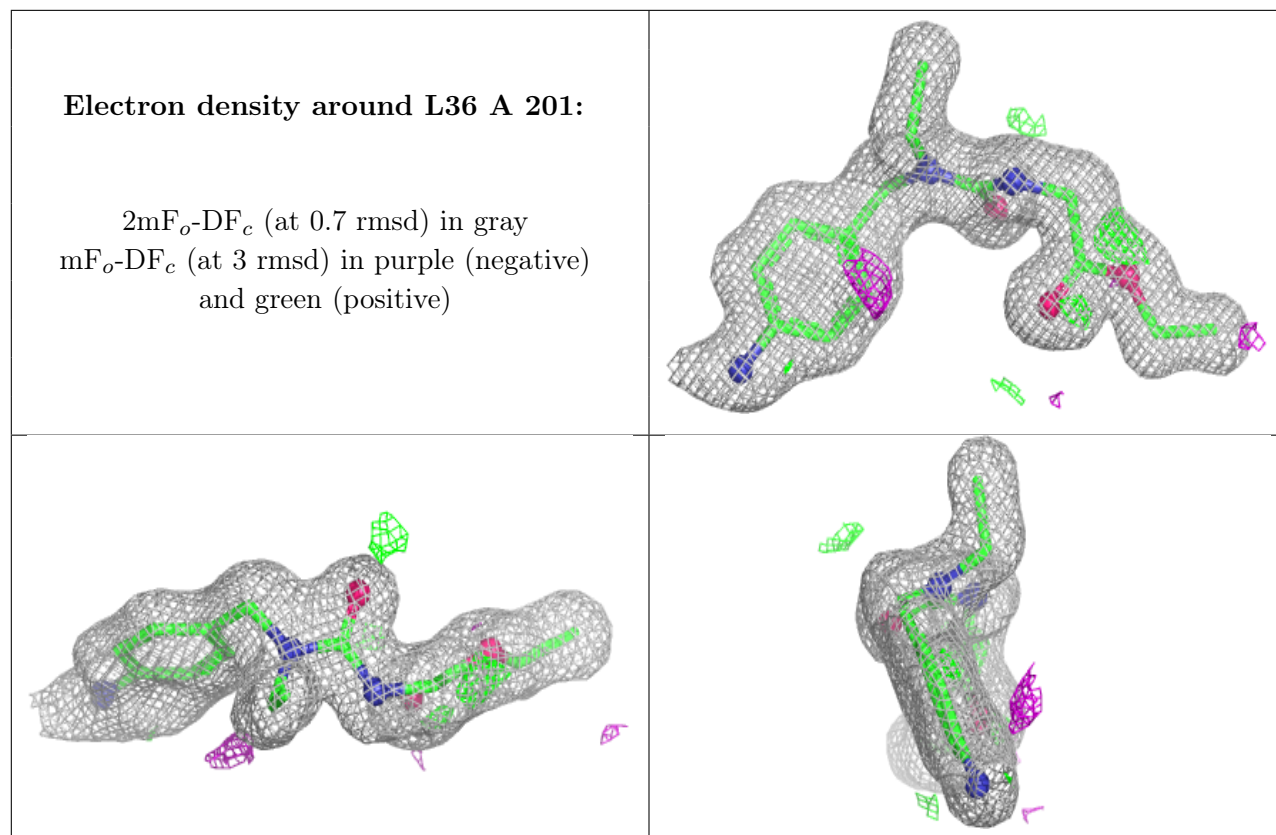 Electron density around L36 A 201:
2mFo-DFc (at 0.7 rmsd) in gray
mFo-DFc (at 3 rmsd) in purple (negative)
and green (positive)